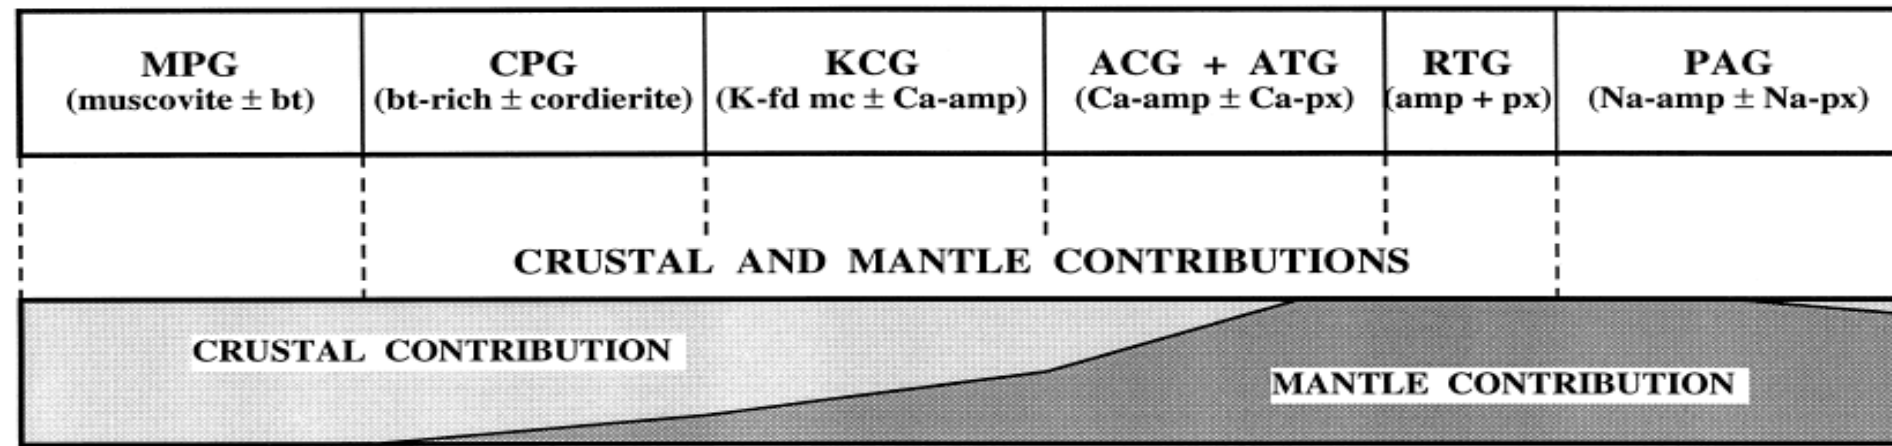 MPG
(muscovite ± bt)
CPG
(bt-rich ± cordierite)
KCG
(K-fd mc ± Ca-amp)
ACG + ATG
(Ca-amp ± Ca-px)
RTG
(amp + px)
PAG
(Na-amp ± Na-px)
CRUSTAL AND MANTLE CONTRIBUTIONS
CRUSTAL CONTRIBUTION
MANTLE CONTRIBUTION